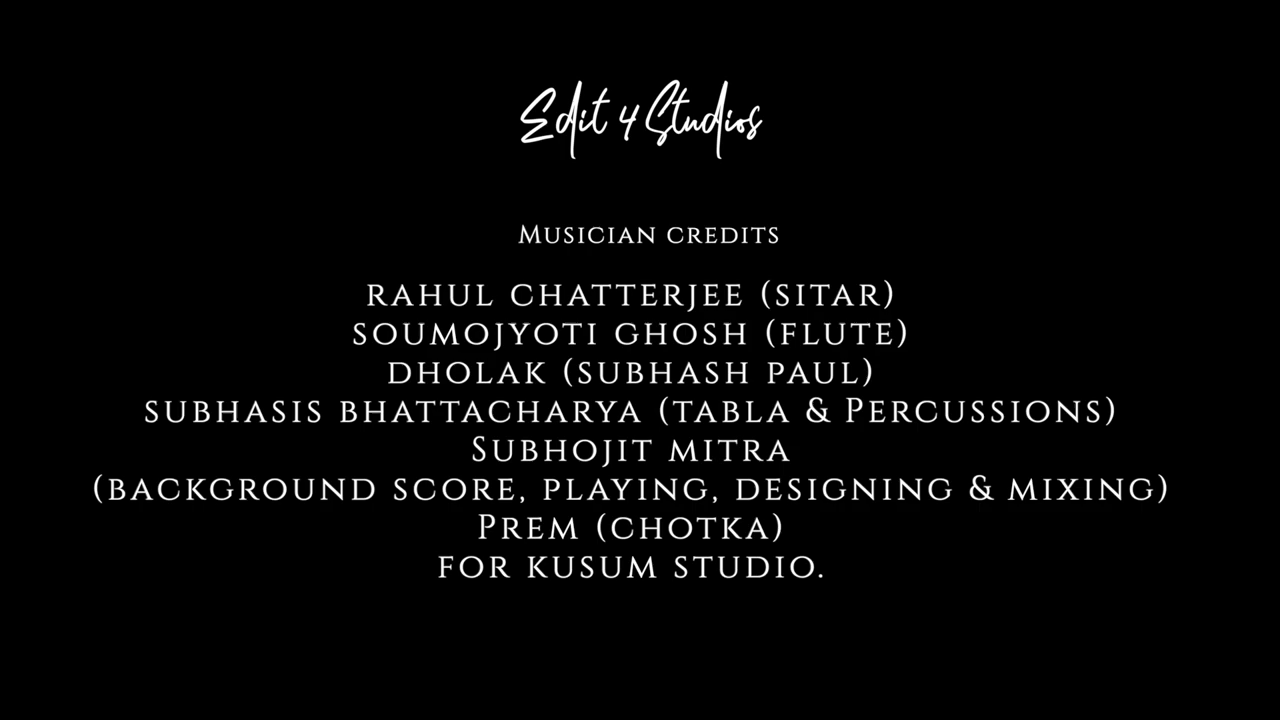 Edit 4 Studios
Musician credits
rahul chatterjee (sitar)
soumojyoti ghosh (flute)
dholak (subhash paul)
subhasis bhattacharya (tabla & Percussions)
Subhojit mitra
(background score, playing, designing & mixing)
Prem (chotka)
for kusum studio.